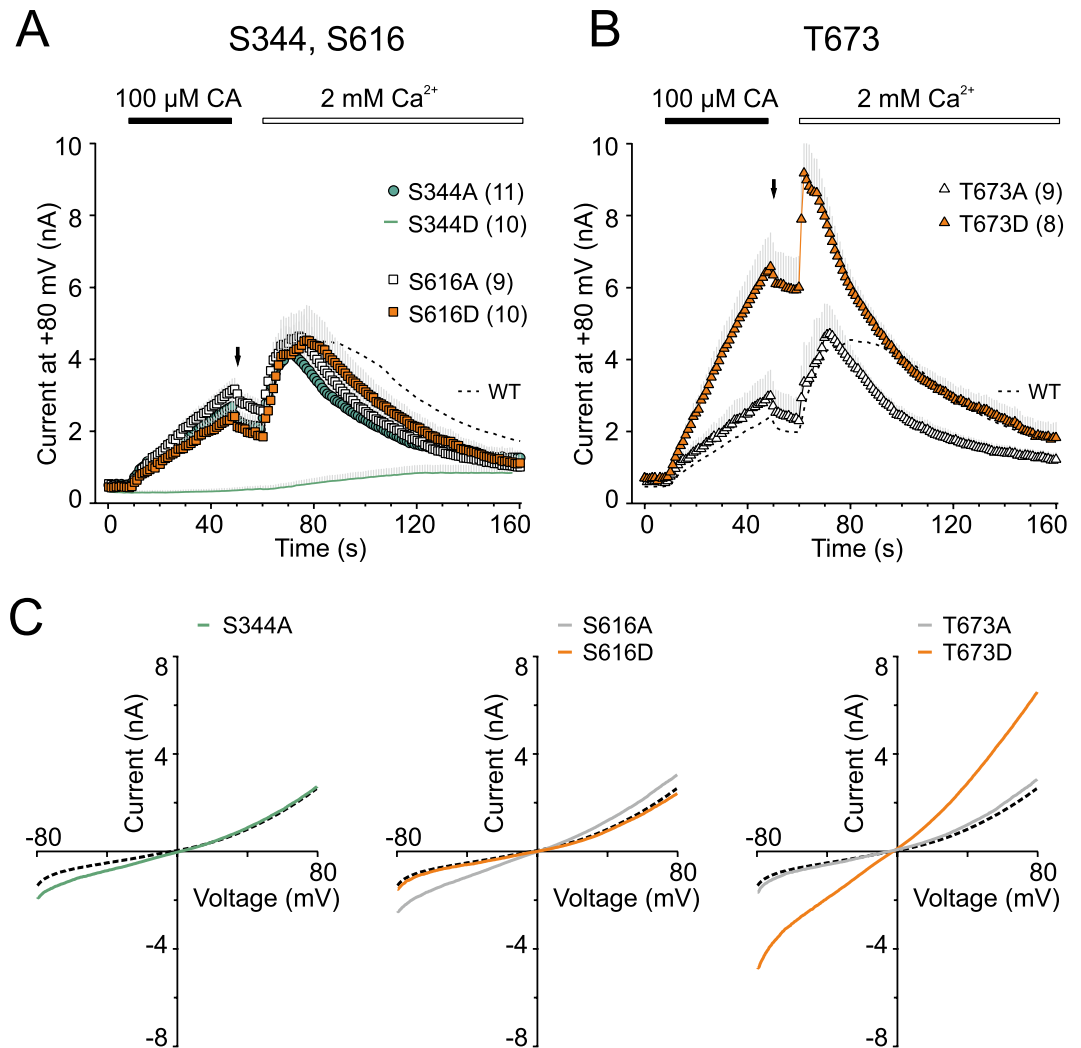 A
S344, S616
100 µM CA
2 mM Ca²⁺
Current at +80 mV (nA)
10
8
6
4
2
0
S344A (11)
S344D (10)
S616A (9)
S616D (10)
WT
0
40
80
120
160
Time (s)
B
T673
100 µM CA
2 mM Ca²⁺
Current at +80 mV (nA)
10
8
6
4
2
0
T673A (9)
T673D (8)
WT
0
40
80
120
160
Time (s)
C
S344A
Current (nA)
8
4
-80
80
Voltage (mV)
-4
-8
S616A
S616D
Current (nA)
8
4
-80
80
Voltage (mV)
-4
-8
T673A
T673D
Current (nA)
8
4
-80
80
Voltage (mV)
-4
-8